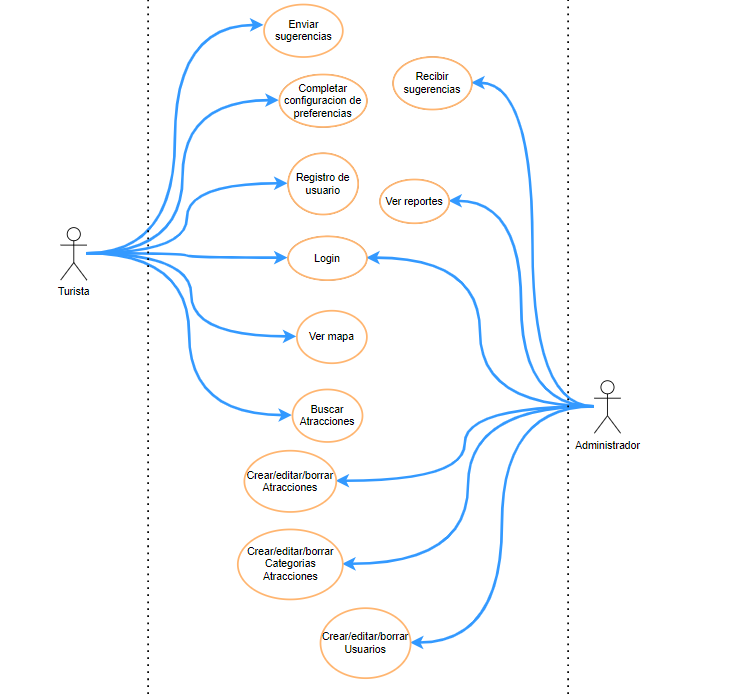 Enviar
sugerencias
Completar
configuracion de
preferencias
Recibir
sugerencias
Registro de
usuario
Ver reportes
Login
Turista
Ver mapa
Buscar
Atracciones
Administrador
Crear/editar/borrar
Atracciones
Crear/editar/borrar
Categorias
Atracciones
Crear/editar/borrar
Usuarios